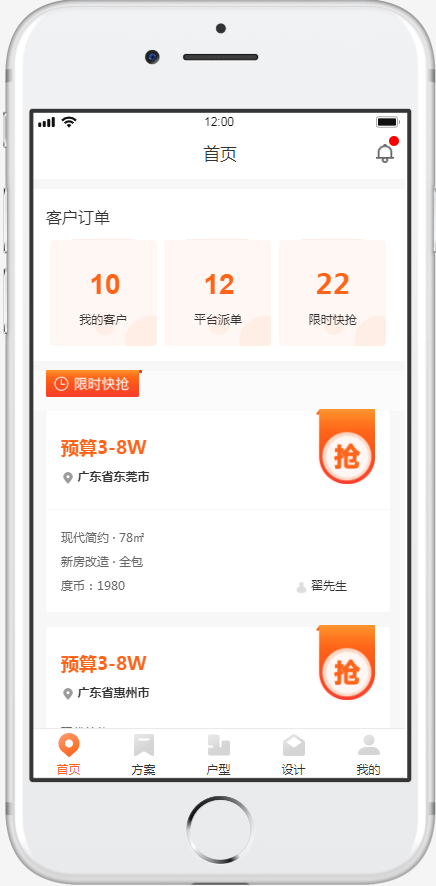 12:00
首页
客户订单
10 12 22
我的客户 平台派单 限时快抢
限时快抢
预算3-8W
抢
广东省东莞市
现代简约 · 78㎡
新房改造 · 全包
度币：1980
翟先生
预算3-8W
抢
广东省惠州市
首页 方案 户型 设计 我的